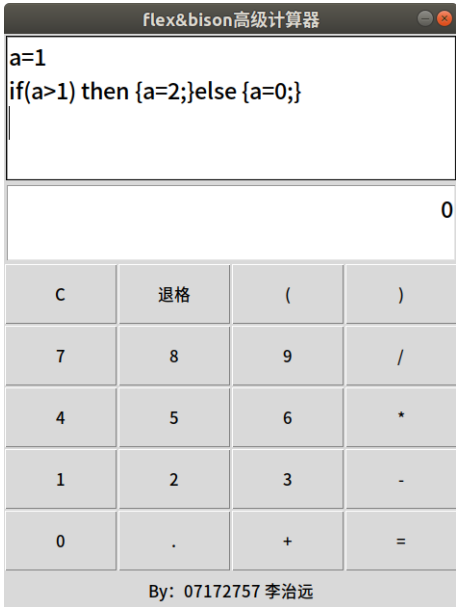 flex&bison高级计算器
a=1
if(a>1) then {a=2;}else {a=0;}
0
C 退格 ( )
7 8 9 /
4 5 6 *
1 2 3 -
0 . + =
By：07172757 李治远